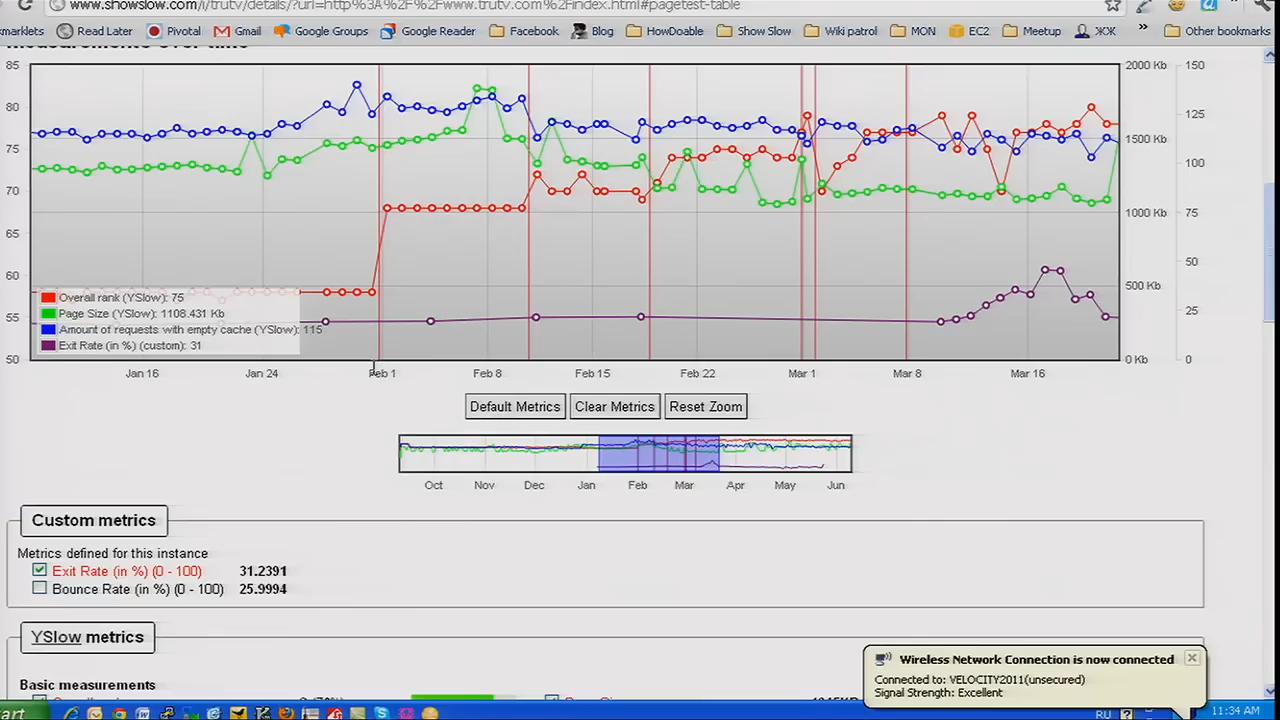 www.showslow.com/l/trutv/details/?url=http%3A%2F%2Fwww.trutv.com%2Findex.html#pagetest-table
marklets Read Later Pivotal Gmail Google Groups Google Reader Facebook Blog HowDoable Show Slow Wiki patrol MON EC2 Meetup ЖЖ » Other bookmarks
measurements over time
85 2000 Kb 150
80 125
75 1500 Kb 100
70
1000 Kb 75
65
60 50
500 Kb
55 25
50 0 Kb 0
Overall rank (YSlow): 75
Page Size (YSlow): 1108.431 Kb
Amount of requests with empty cache (YSlow): 115
Exit Rate (in %) (custom): 31
Jan 16 Jan 24 Feb 1 Feb 8 Feb 15 Feb 22 Mar 1 Mar 8 Mar 16
Default Metrics Clear Metrics Reset Zoom
Oct Nov Dec Jan Feb Mar Apr May Jun
Custom metrics
Metrics defined for this instance
Exit Rate (in %) (0 - 100) 31.2391
Bounce Rate (in %) (0 - 100) 25.9994
YSlow metrics
Basic measurements
Wireless Network Connection is now connected
Connected to: VELOCITY2011(unsecured)
Signal Strength: Excellent
art RU 11:34 AM